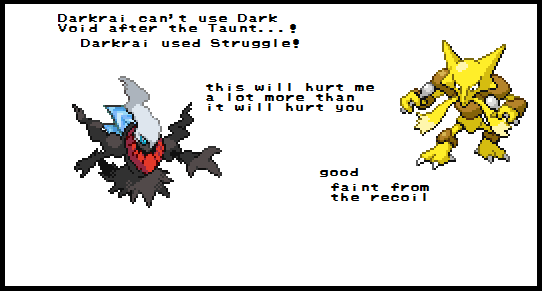 Darkrai can't use Dark
Void after the Taunt...!
Darkrai used Struggle!
this will hurt me
a lot more than
it will hurt you
good
faint from
the recoil